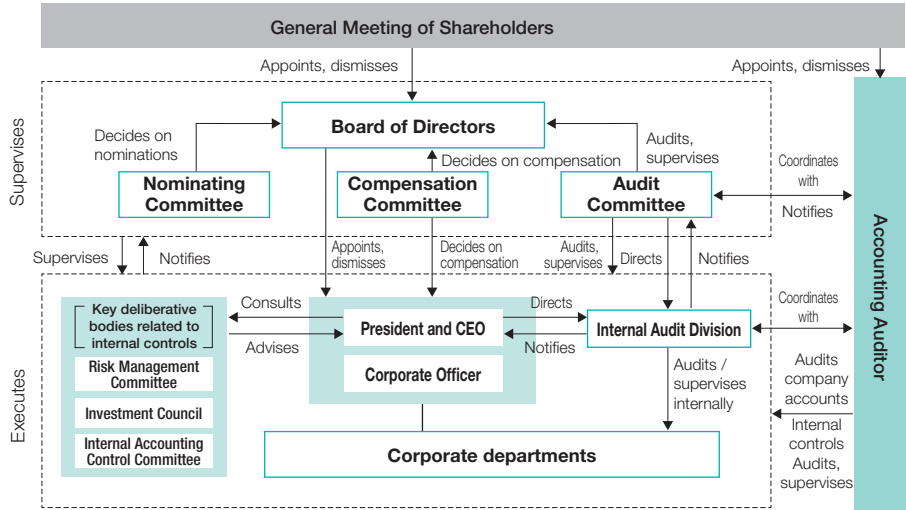 General Meeting of Shareholders
Appoints, dismisses
Appoints, dismisses
Supervises
Board of Directors
Decides on
nominations
Decides on compensation
Audits,
supervises
Nominating
Committee
Compensation
Committee
Audit
Committee
Coordinates
with
Notifies
Supervises
Notifies
Appoints,
dismisses
Decides on
compensation
Audits,
supervises
Directs
Notifies
Accounting Auditor
Executes
Key deliberative
bodies related to
internal controls
Risk Management
Committee
Investment Council
Internal Accounting
Control Committee
Consults
Advises
President and CEO
Corporate Officer
Directs
Notifies
Internal Audit Division
Coordinates
with
Audits /
supervises
internally
Audits
company
accounts
Internal
controls
Audits,
supervises
Corporate departments